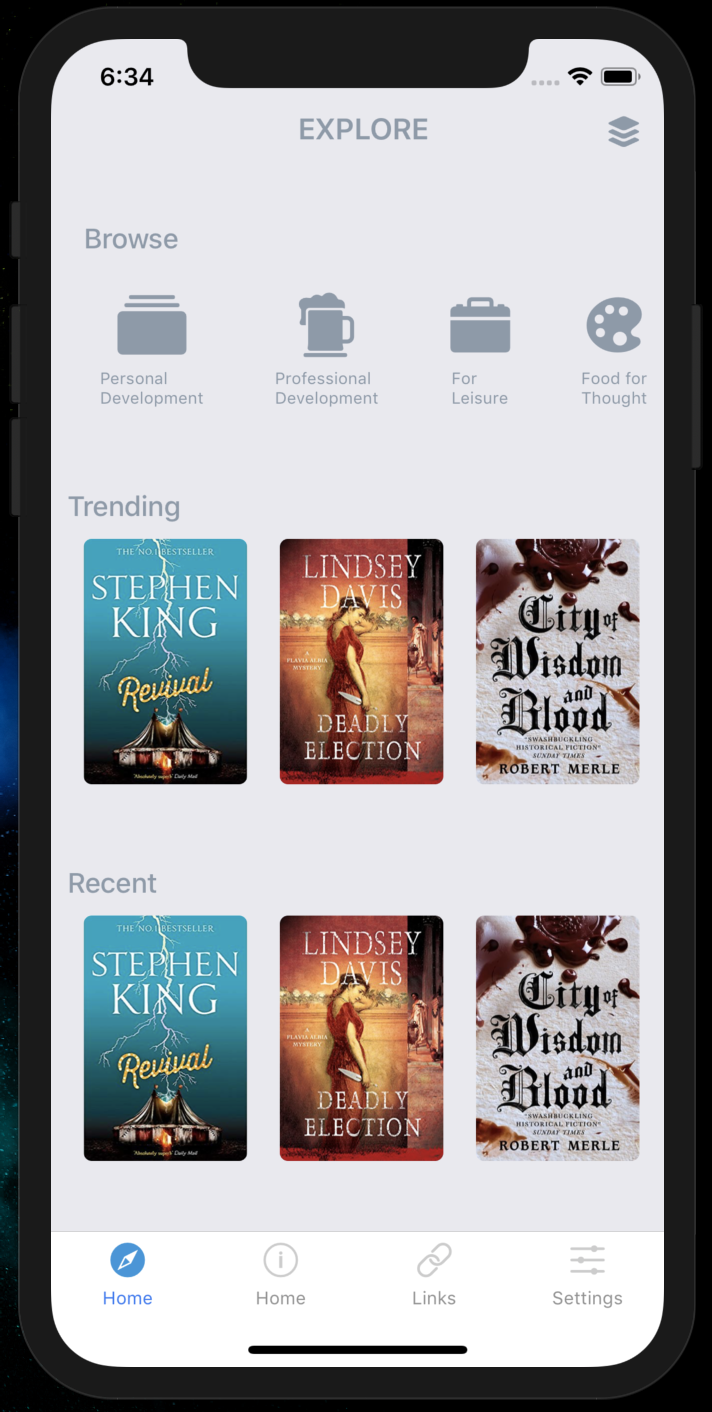 6:34
EXPLORE
Browse
Personal
Development
Professional
Development
For
Leisure
Food for
Thought
Trending
THE NO.1 BESTSELLER
STEPHEN
KING
Revival
'Absolutely superb' Daily Mail
LINDSEY
DAVIS
A
FLAVIA ALBIA
MYSTERY
DEADLY
ELECTION
City of
Wisdom
and
Blood
"SWASHBUCKLING
HISTORICAL FICTION"
SUNDAY TIMES
ROBERT MERLE
Recent
THE NO.1 BESTSELLER
STEPHEN
KING
Revival
'Absolutely superb' Daily Mail
LINDSEY
DAVIS
A
FLAVIA ALBIA
MYSTERY
DEADLY
ELECTION
City of
Wisdom
and
Blood
"SWASHBUCKLING
HISTORICAL FICTION"
SUNDAY TIMES
ROBERT MERLE
Home
Home
Links
Settings